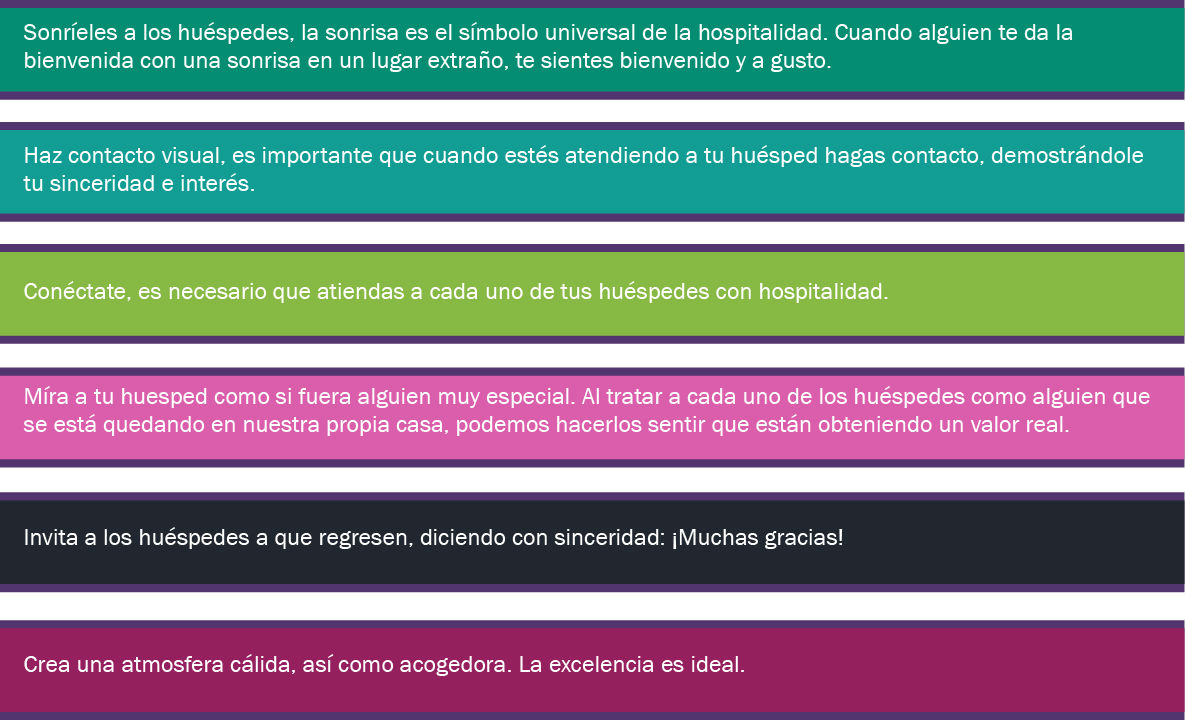 Sonríeles a los huéspedes, la sonrisa es el símbolo universal de la hospitalidad. Cuando alguien te da la
bienvenida con una sonrisa en un lugar extraño, te sientes bienvenido y a gusto.
Haz contacto visual, es importante que cuando estés atendiendo a tu huésped hagas contacto, demostrándole
tu sinceridad e interés.
Conéctate, es necesario que atiendas a cada uno de tus huéspedes con hospitalidad.
Míra a tu huesped como si fuera alguien muy especial. Al tratar a cada uno de los huéspedes como alguien que
se está quedando en nuestra propia casa, podemos hacerlos sentir que están obteniendo un valor real.
Invita a los huéspedes a que regresen, diciendo con sinceridad: ¡Muchas gracias!
Crea una atmosfera cálida, así como acogedora. La excelencia es ideal.